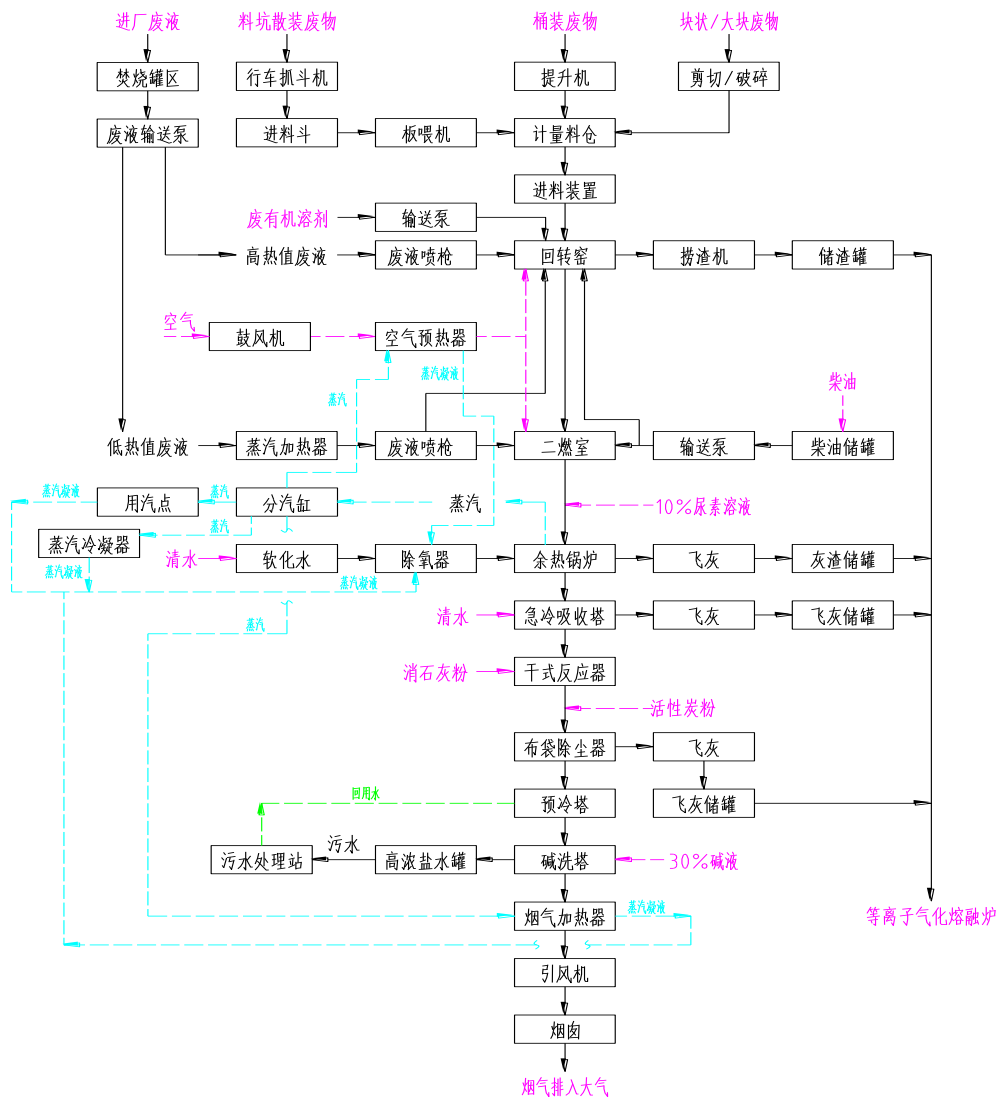 进厂废液
料坑散装废物
桶装废物
块状/大块废物
焚烧罐区
行车抓斗机
提升机
剪切/破碎
废液输送泵
进料斗
板喂机
计量料仓
进料装置
废有机溶剂
输送泵
高热值废液
废液喷枪
回转窑
捞渣机
储渣罐
空气
鼓风机
空气预热器
蒸汽凝液
蒸汽
柴油
低热值废液
蒸汽加热器
废液喷枪
二燃室
输送泵
柴油储罐
蒸汽凝液
用汽点
蒸汽
分汽缸
蒸汽
10%尿素溶液
蒸汽
蒸汽冷凝器
清水
软化水
除氧器
余热锅炉
飞灰
灰渣储罐
蒸汽凝液
蒸汽凝液
清水
急冷吸收塔
飞灰
飞灰储罐
蒸汽
消石灰粉
干式反应器
活性炭粉
布袋除尘器
飞灰
回用水
预冷塔
飞灰储罐
污水处理站
污水
高浓盐水罐
碱洗塔
30%碱液
烟气加热器
蒸汽凝液
等离子气化熔融炉
引风机
烟囱
烟气排入大气